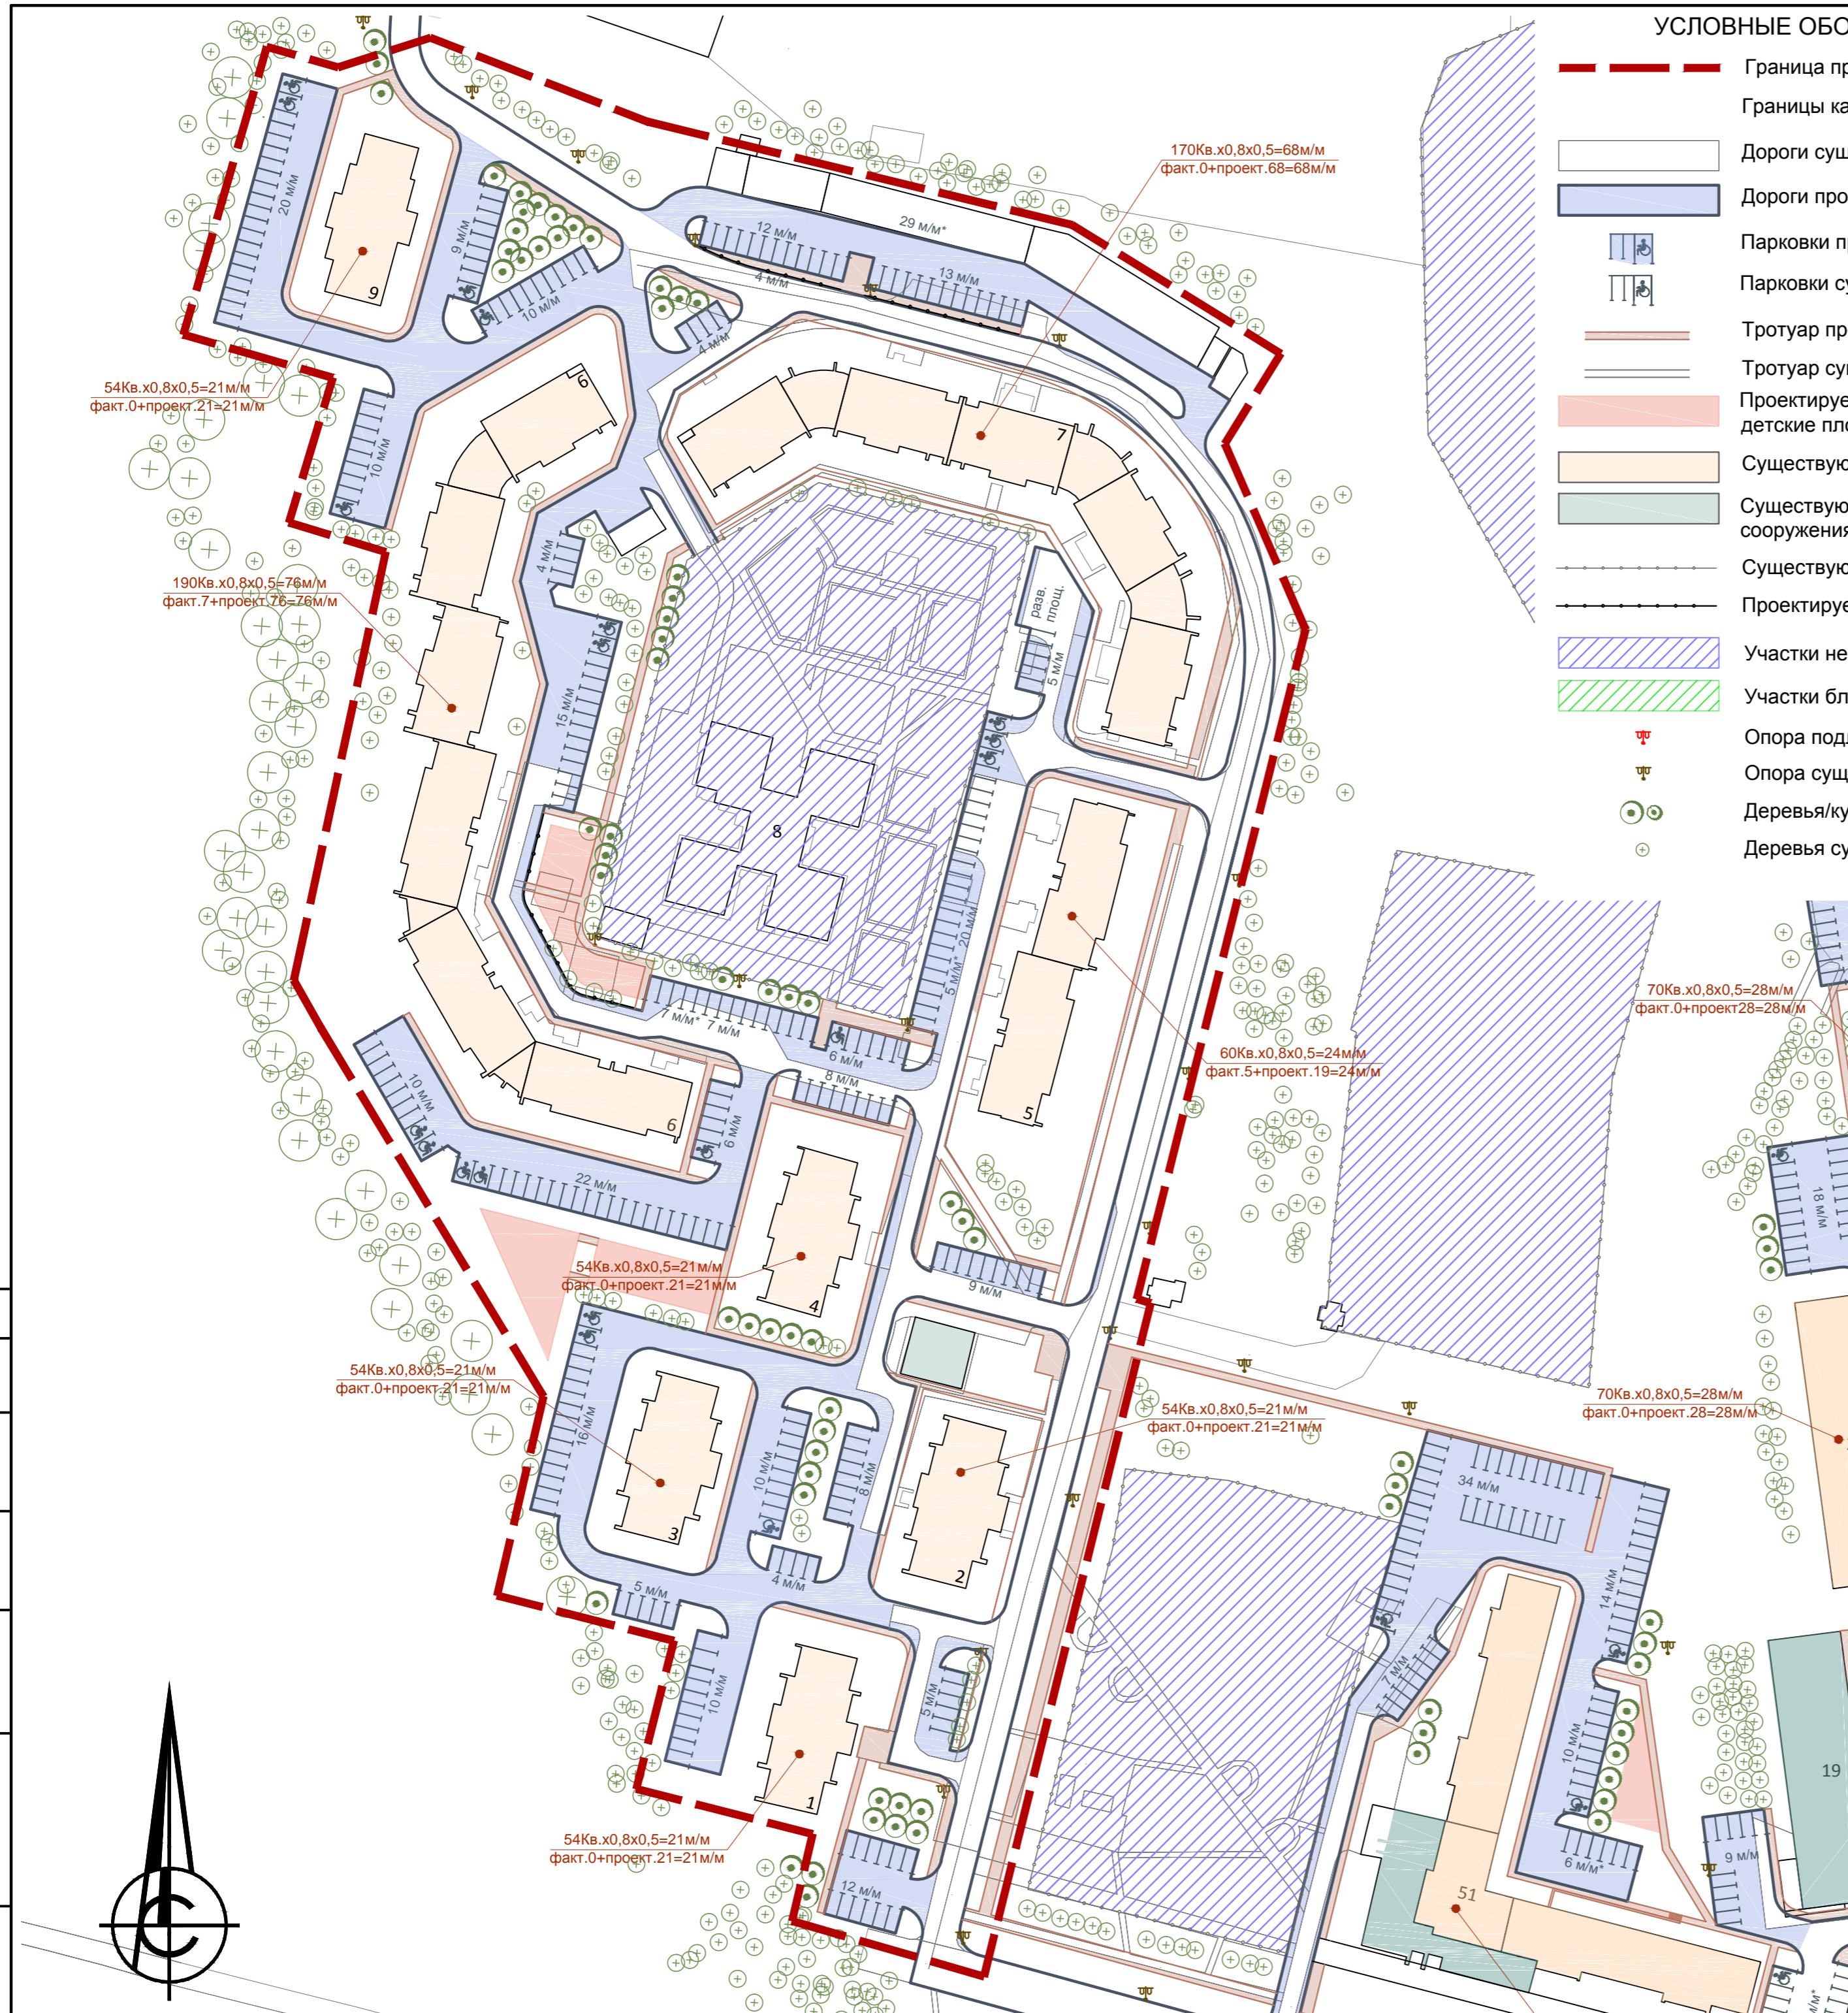 УСЛОВНЫЕ ОБО
Граница пр
Границы ка
Дороги сущ
Дороги про
Парковки п
Парковки су
Тротуар пр
Тротуар су
Проектируе
детские пло
Существую
Существую
сооружения
Существую
Проектируе
Участки не
Участки бл
Опора под
Опора сущ
Деревья/ку
Деревья су
170Кв.х0,8х0,5=68м/м
факт.0+проект.68=68м/м
20 м/м
9
9 м/м
10 м/м
4 м/м
12 м/м
29 м/м*
4 м/м
13 м/м
54Кв.х0,8х0,5=21м/м
факт.0+проект.21=21м/м
10 м/м
6
7
190Кв.х0,8х0,5=76м/м
факт.7+проект.76=76м/м
4 м/м
разв.
площ.
5 м/м
15 м/м
8
5 м/м*
20 м/м
7 м/м*
7 м/м
6 м/м
8 м/м
60Кв.х0,8х0,5=24м/м
факт.5+проект.19=24м/м
5
70Кв.х0,8х0,5=28м/м
факт.0+проект28=28м/м
10 м/м
6
6 м/м
22 м/м
18 м/м
54Кв.х0,8х0,5=21м/м
факт.0+проект.21=21м/м
4
9 м/м
54Кв.х0,8х0,5=21м/м
факт.0+проект.21=21м/м
16 м/м
3
10 м/м
8 м/м
54Кв.х0,8х0,5=21м/м
факт.0+проект.21=21м/м
2
70Кв.х0,8х0,5=28м/м
факт.0+проект.28=28м/м
34 м/м
14 м/м
5 м/м
4 м/м
7 м/м
10 м/м
5 м/м
1
10 м/м
19
54Кв.х0,8х0,5=21м/м
факт.0+проект.21=21м/м
12 м/м
6 м/м*
9 м/м
51
С
м/м*